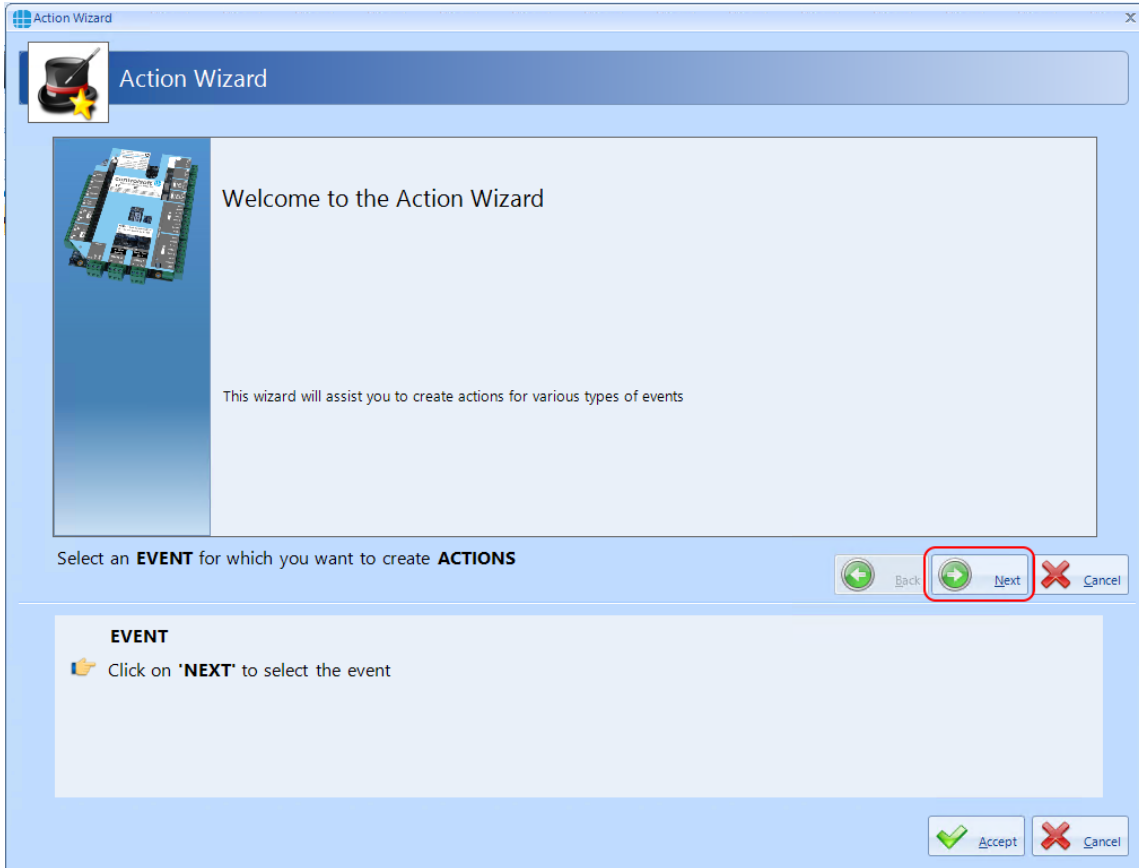 Action Wizard
x
Action Wizard
Welcome to the Action Wizard
This wizard will assist you to create actions for various types of events
Select an EVENT for which you want to create ACTIONS
Back
Next
Cancel
EVENT
Click on 'NEXT' to select the event
Accept
Cancel